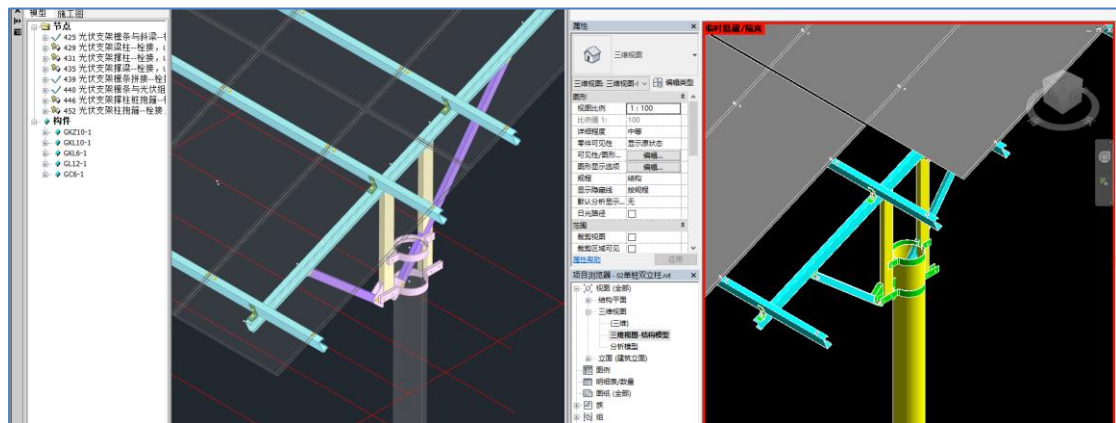 模型 施工图
节点
425 光伏支架檩条与斜梁--
429 光伏支架梁柱--栓接,
431 光伏支架撑柱--栓接,
435 光伏支架撑梁--栓接,
439 光伏支架檩条拼接--栓
440 光伏支架檩条与光伏组
446 光伏支架撑柱桩抱箍--
452 光伏支架柱抱箍--栓接
构件
GKZ10-1
GKL10-1
GKL6-1
GL12-1
GC6-1
属性
三维视图
三维视图: 三维视图-
编辑类型
图形
视图比例 1 : 100
比例值 1: 100
详细程度 中等
零件可见性 显示原状态
可见性/图形... 编辑...
图形显示选项 编辑...
规程 结构
显示隐藏线 按规程
默认分析显示... 无
日光路径
范围
裁剪视图
裁剪区域可见
属性帮助 应用
项目浏览器 - 02单桩双立柱.rvt
视图 (全部)
结构平面
三维视图
{三维}
三维视图-结构模型
分析模型
立面 (建筑立面)
图例
明细表/数量
图纸 (全部)
族
组
临时隐藏/隔离